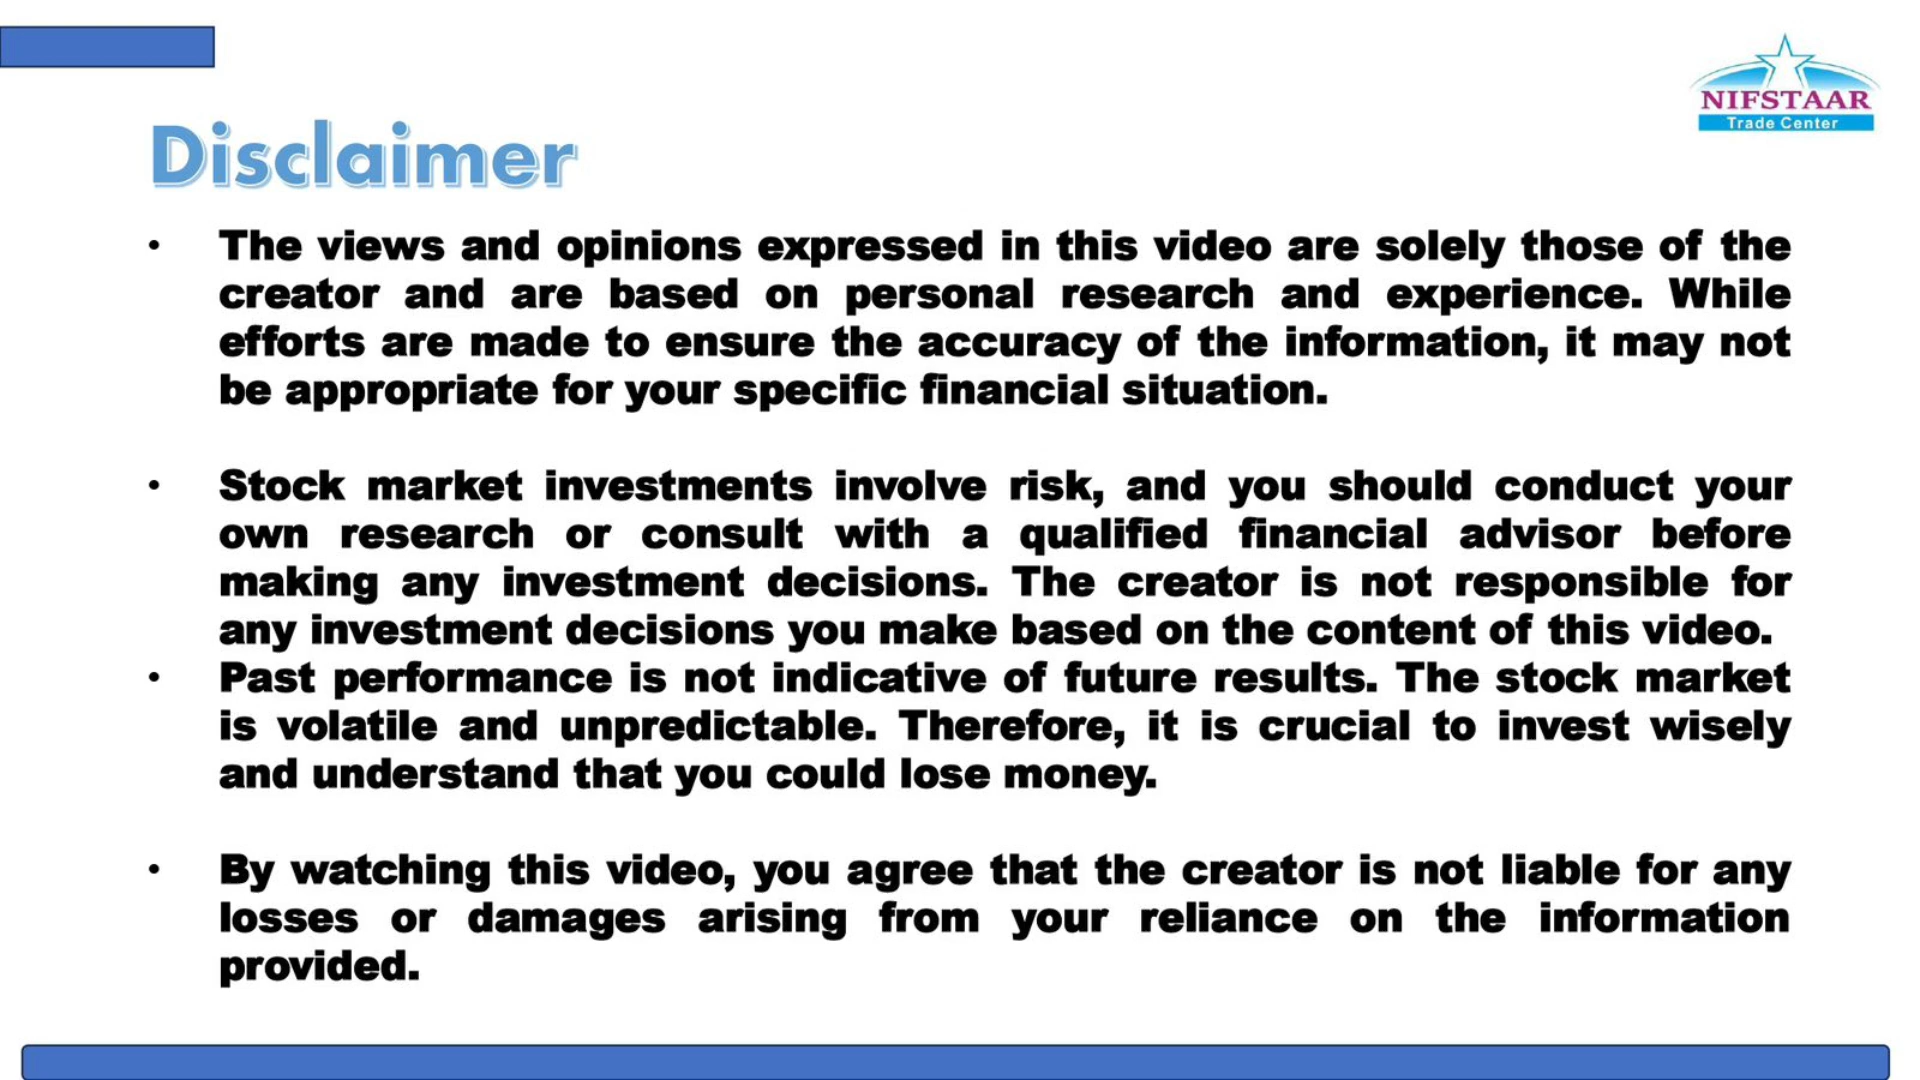 NIFSTAAR
Trade Center
Disclaimer
• The views and opinions expressed in this video are solely those of the
creator and are based on personal research and experience. While
efforts are made to ensure the accuracy of the information, it may not
be appropriate for your specific financial situation.
• Stock market investments involve risk, and you should conduct your
own research or consult with a qualified financial advisor before
making any investment decisions. The creator is not responsible for
any investment decisions you make based on the content of this video.
• Past performance is not indicative of future results. The stock market
is volatile and unpredictable. Therefore, it is crucial to invest wisely
and understand that you could lose money.
• By watching this video, you agree that the creator is not liable for any
losses or damages arising from your reliance on the information
provided.